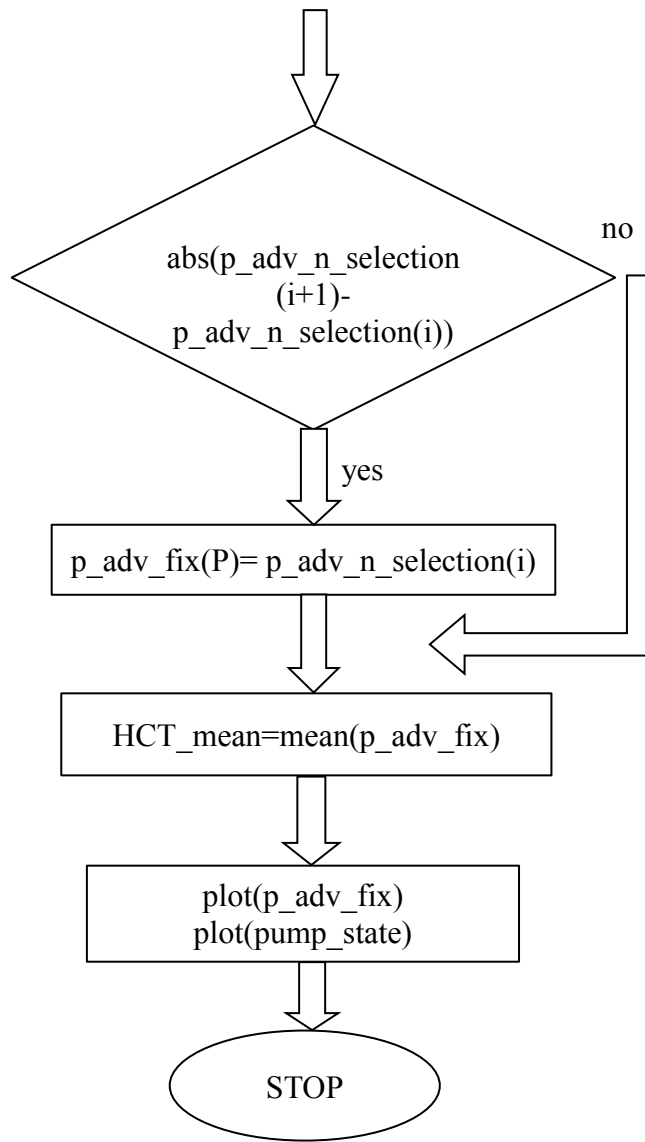 no
abs(p_adv_n_selection
(i+1)-
p_adv_n_selection(i))
yes
p_adv_fix(P)= p_adv_n_selection(i)
HCT_mean=mean(p_adv_fix)
plot(p_adv_fix)
plot(pump_state)
STOP